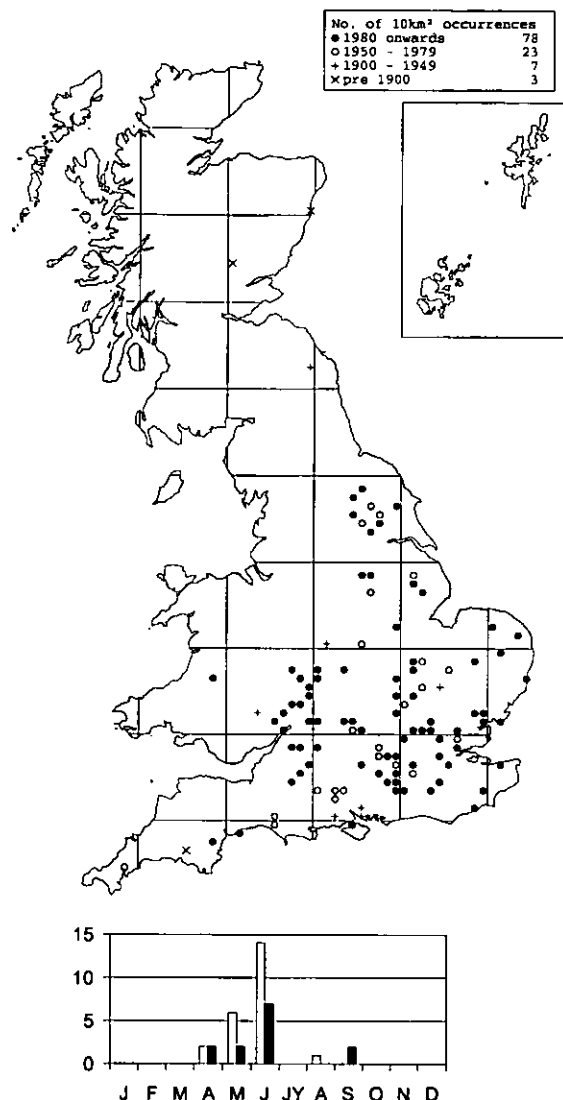 No. of 10km² occurrences
● 1980 onwards 78
○ 1950 - 1979 23
+ 1900 - 1949 7
× pre 1900 3
15
10
5
0
J F M A M J JY A S O N D